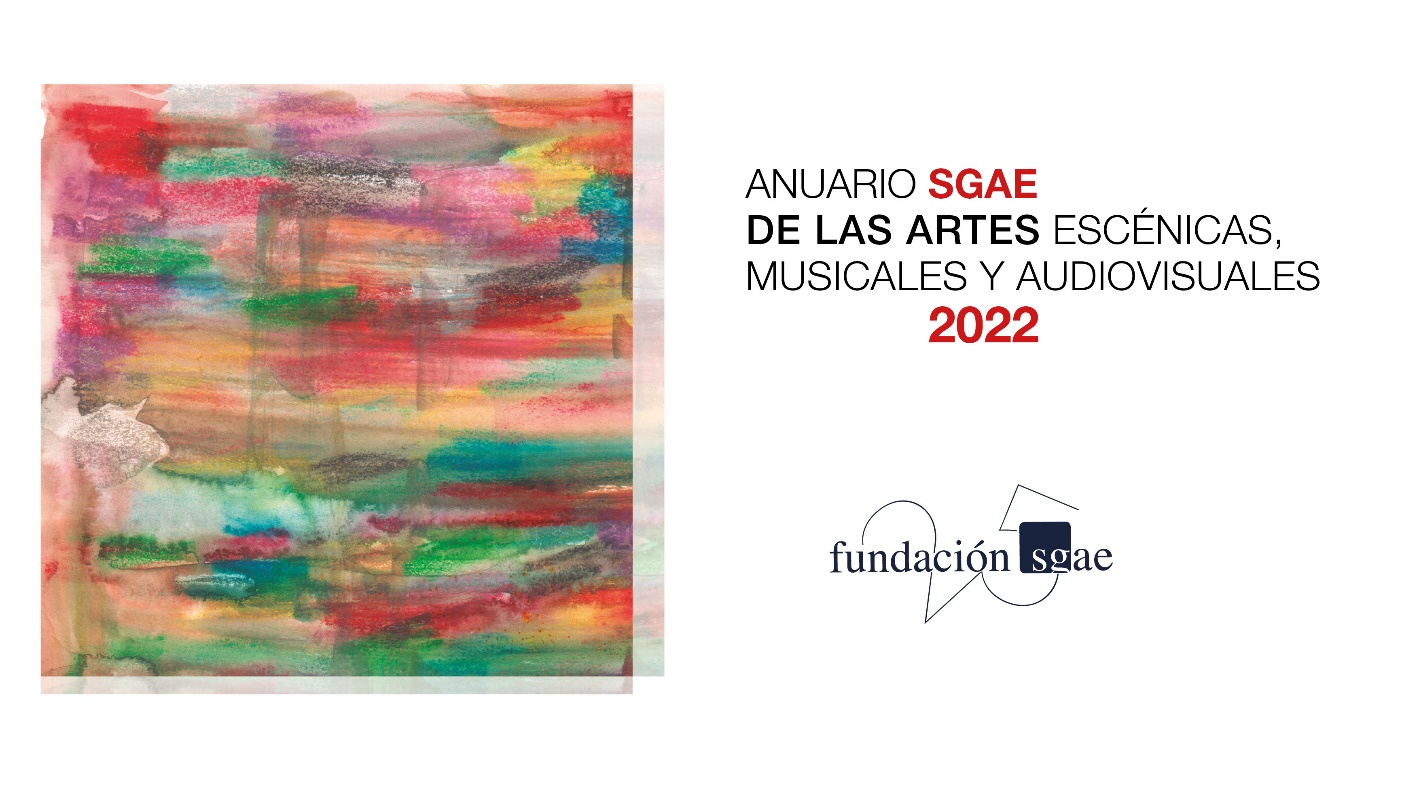 ANUARIO SGAE
DE LAS ARTES ESCÉNICAS,
MUSICALES Y AUDIOVISUALES
2022
fundación sgae